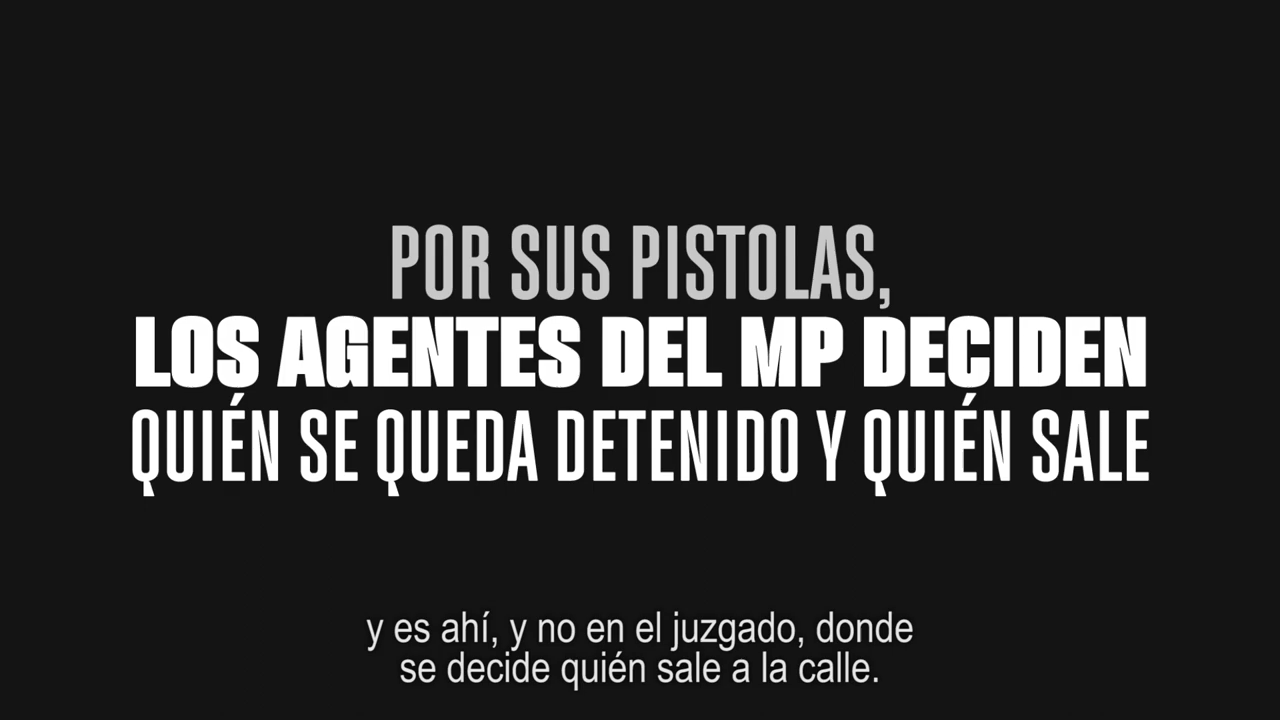 POR SUS PISTOLAS,
LOS AGENTES DEL MP DECIDEN
QUIÉN SE QUEDA DETENIDO Y QUIÉN SALE
y es ahí, y no en el juzgado, donde
se decide quién sale a la calle.